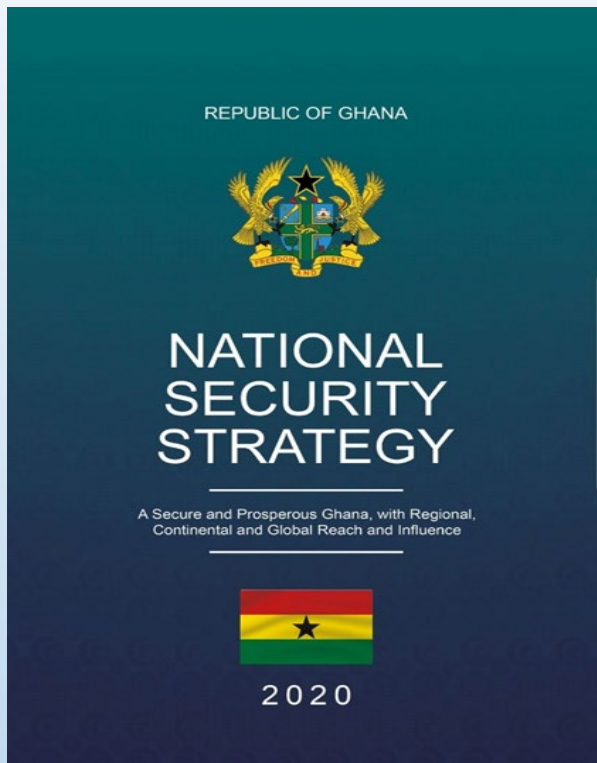 REPUBLIC OF GHANA
FREEDOM
AND
JUSTICE
NATIONAL
SECURITY
STRATEGY
A Secure and Prosperous Ghana, with Regional,
Continental and Global Reach and Influence
2020